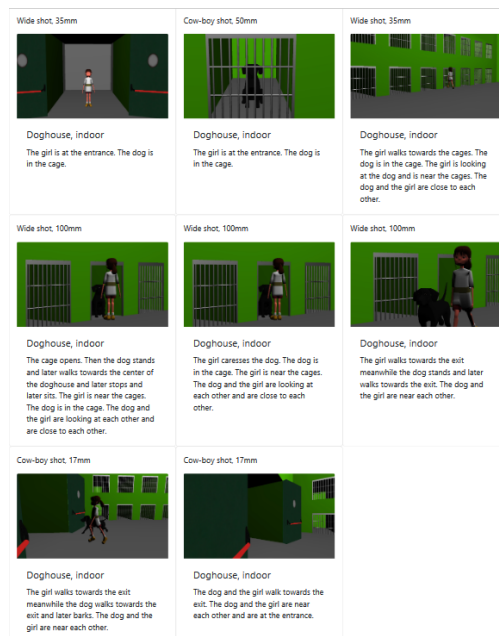 Wide shot, 35mm
Doghouse, indoor
The girl is at the entrance. The dog is
in the cage.
Cow-boy shot, 50mm
Doghouse, indoor
The girl is at the entrance. The dog is
in the cage.
Wide shot, 35mm
Doghouse, indoor
The girl walks towards the cages. The
dog is in the cage. The girl is looking
at the dog and is near the cages. The
dog and the girl are close to each
other.
Wide shot, 100mm
Doghouse, indoor
The cage opens. Then the dog stands
and later walks towards the center of
the doghouse and later stops and
later sits. The girl is near the cages.
The dog is in the cage. The dog and
the girl are looking at each other and
are close to each other.
Wide shot, 100mm
Doghouse, indoor
The girl caresses the dog. The dog is
in the cage. The girl is near the cages.
The dog and the girl are looking at
each other and are close to each
other.
Wide shot, 100mm
Doghouse, indoor
The girl walks towards the exit
meanwhile the dog stands and later
walks towards the exit. The dog and
the girl are near each other.
Cow-boy shot, 17mm
Doghouse, indoor
The girl walks towards the exit
meanwhile the dog walks towards the
exit and later barks. The dog and the
girl are near each other.
Cow-boy shot, 17mm
Doghouse, indoor
The dog and the girl walk towards the
exit. The dog and the girl are near
each other and are at the entrance.